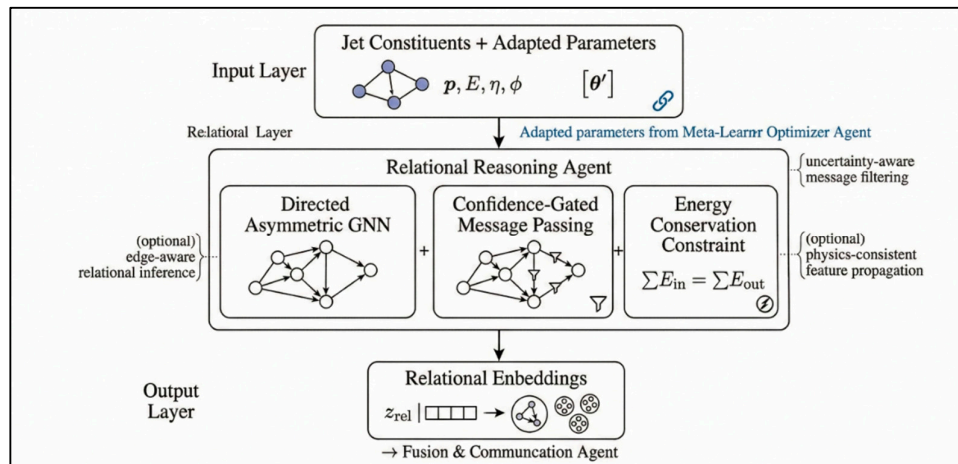 Jet Constituents + Adapted Parameters
Input Layer
p, E, η, ϕ
[θ′]
Relational Layer
Adapted parameters from Meta-Learner Optimizer Agent
Relational Reasoning Agent
uncertainty-aware
message filtering
Directed
Asymmetric GNN
+
Confidence-Gated
Message Passing
+
Energy
Conservation
Constraint
∑E_in = ∑E_out
(optional)
edge-aware
relational inference
(optional)
physics-consistent
feature propagation
Output
Layer
Relational Embeddings
z_rel | →
→ Fusion & Communcation Agent